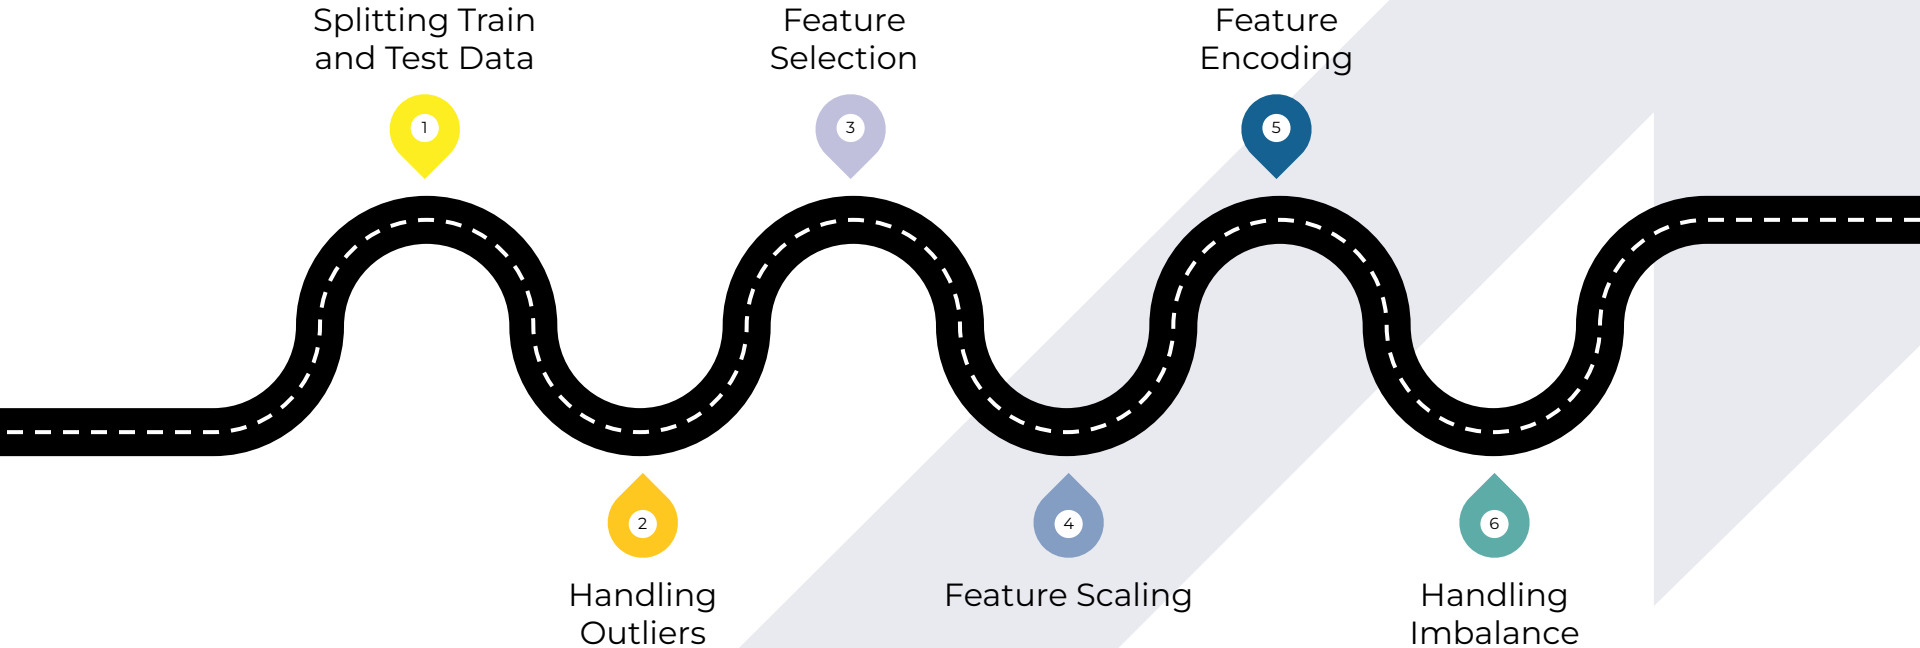 Splitting Train
and Test Data
1
2
Handling
Outliers
Feature
Selection
3
4
Feature Scaling
Feature
Encoding
5
6
Handling
Imbalance